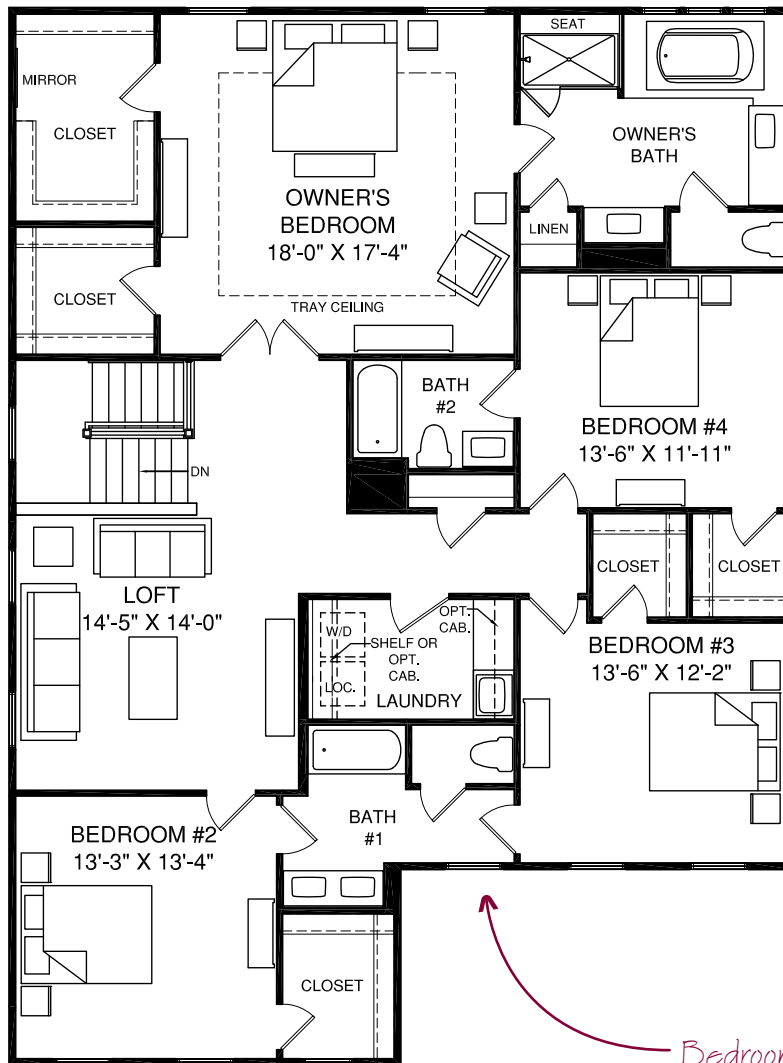 SEAT
MIRROR
CLOSET
OWNER'S
BEDROOM
18'-0" X 17'-4"
TRAY CEILING
OWNER'S
BATH
LINEN
CLOSET
BATH
#2
BEDROOM #4
13'-6" X 11'-11"
DN
CLOSET
CLOSET
LOFT
14'-5" X 14'-0"
W/D
LOC.
SHELF OR
OPT.
CAB.
OPT.
CAB.
LAUNDRY
BEDROOM #3
13'-6" X 12'-2"
BEDROOM #2
13'-3" X 13'-4"
BATH
#1
CLOSET
Bedroom